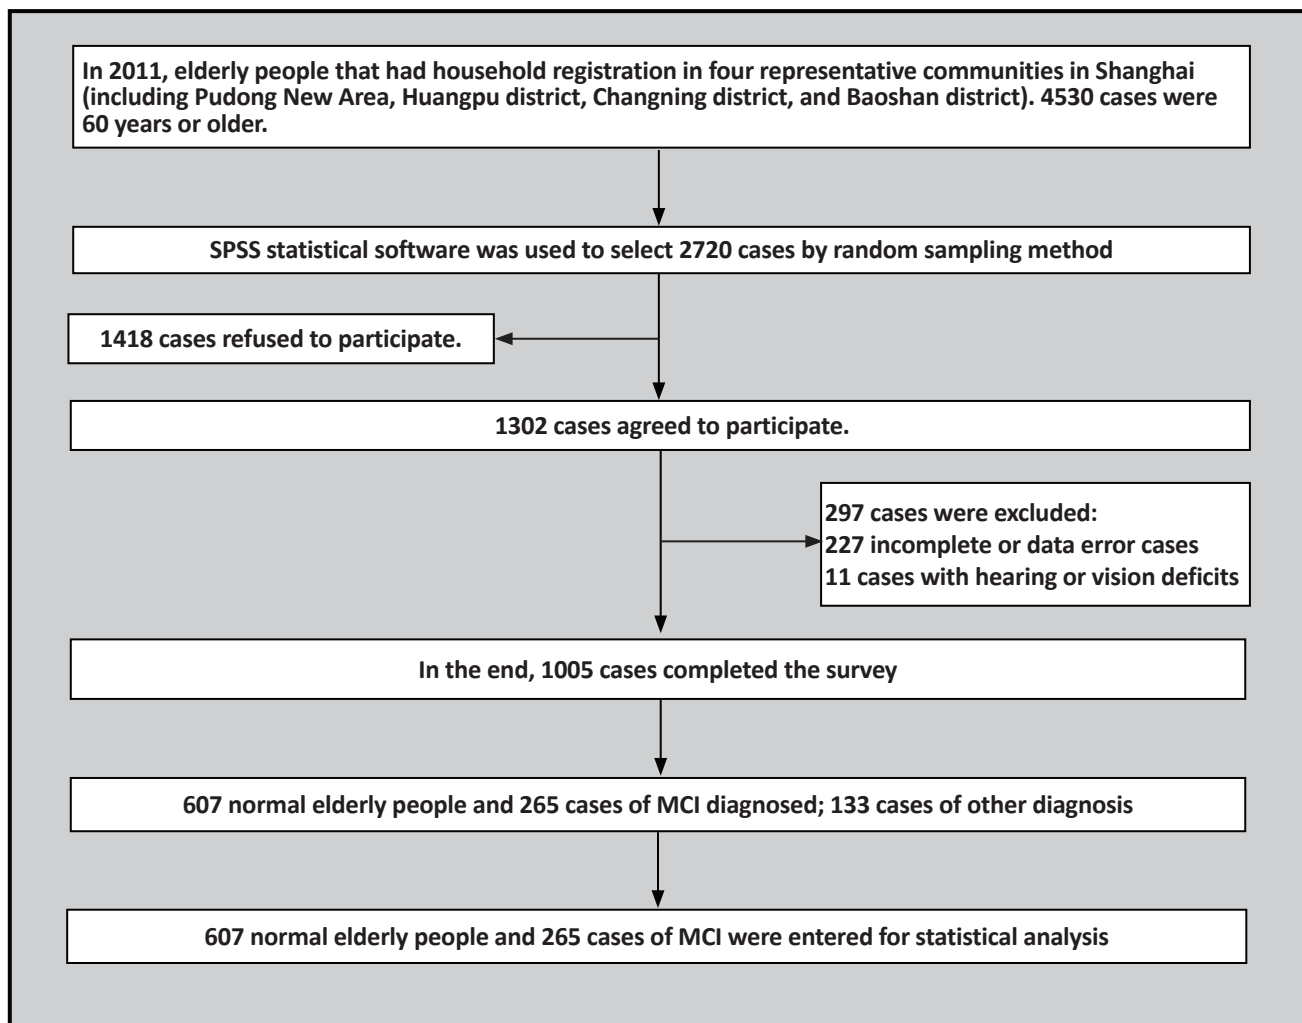 In 2011, elderly people that had household registration in four representative communities in Shanghai
(including Pudong New Area, Huangpu district, Changning district, and Baoshan district). 4530 cases were
60 years or older.
SPSS statistical software was used to select 2720 cases by random sampling method
1418 cases refused to participate.
1302 cases agreed to participate.
297 cases were excluded:
227 incomplete or data error cases
11 cases with hearing or vision deficits
In the end, 1005 cases completed the survey
607 normal elderly people and 265 cases of MCI diagnosed; 133 cases of other diagnosis
607 normal elderly people and 265 cases of MCI were entered for statistical analysis